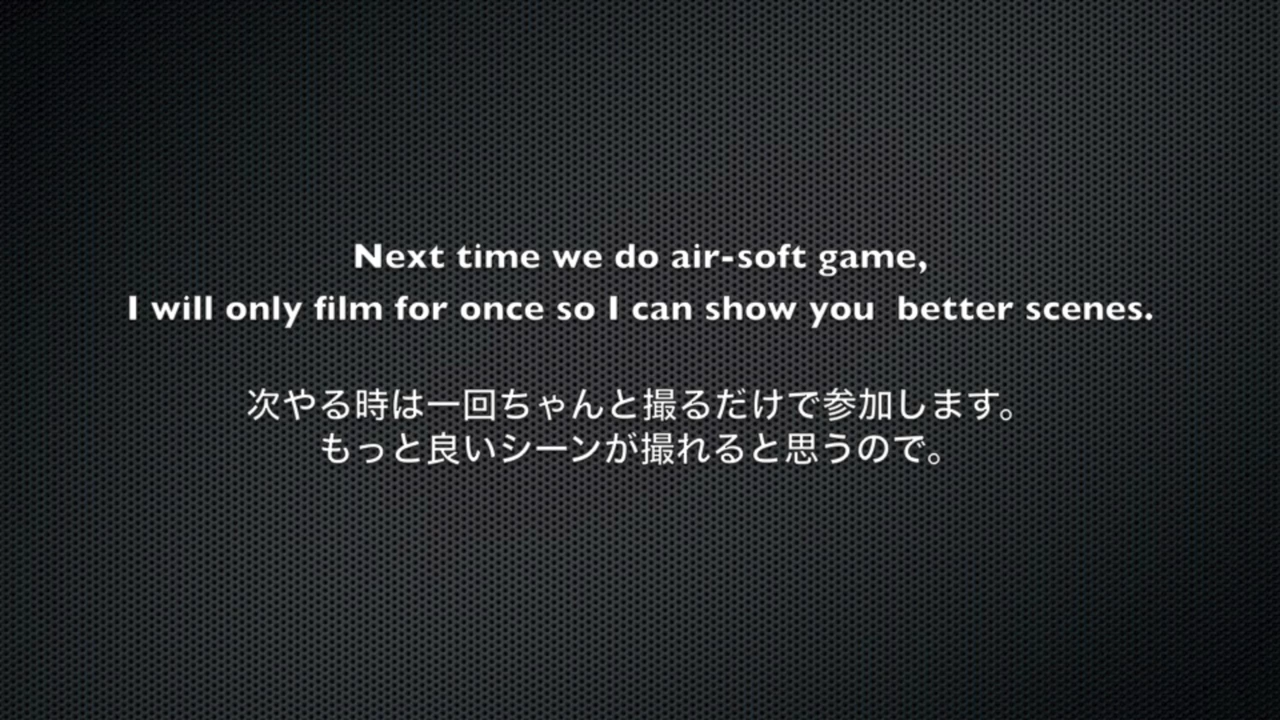 Next time we do air-soft game,
I will only film for once so I can show you  better scenes.
次やる時は一回ちゃんと撮るだけで参加します。
もっと良いシーンが撮れると思うので。